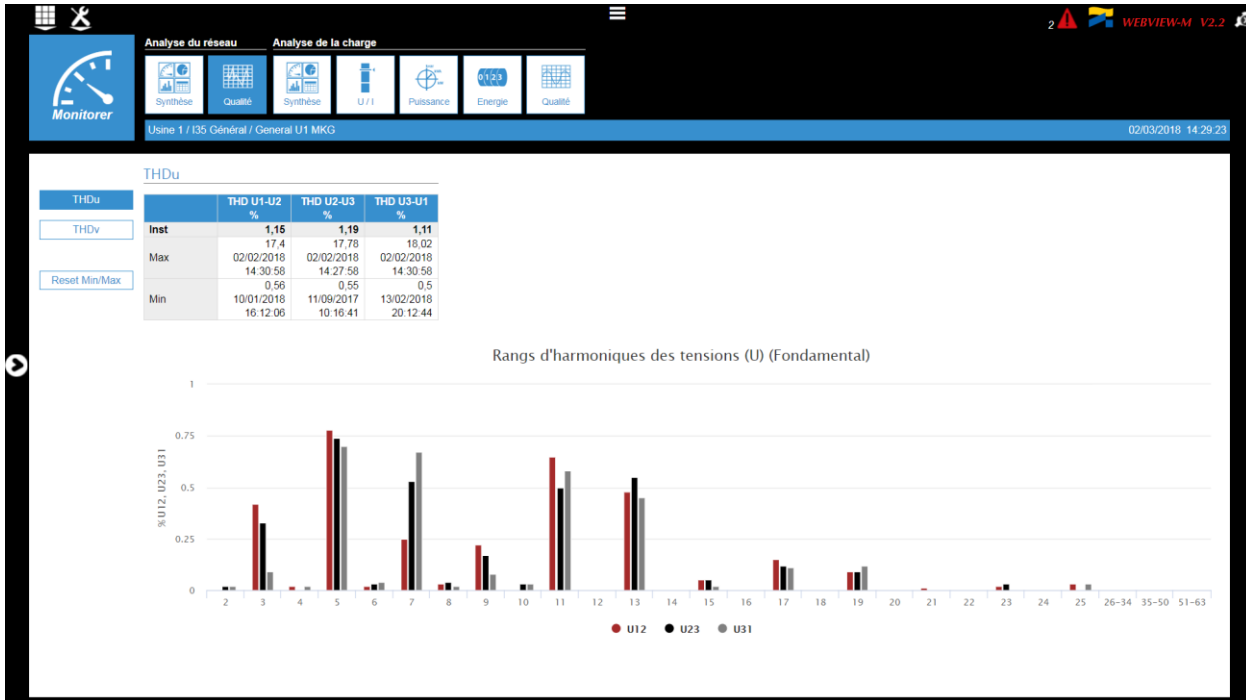 2 WEBVIEW-M V2.2
Analyse du réseau Analyse de la charge
Monitorer
Synthèse Qualité Synthèse U / I Puissance Energie Qualité
0 1 2 3
Usine 1 / I35 Général / General U1 MKG 02/03/2018 14:29:23
THDu
THDv
Reset Min/Max
THDu
THD U1-U2 THD U2-U3 THD U3-U1
% % %
Inst 1,15 1,19 1,11
17,4 17,78 18,02
Max 02/02/2018 02/02/2018 02/02/2018
14:30:58 14:27:58 14:30:58
0,56 0,55 0,5
Min 10/01/2018 11/09/2017 13/02/2018
16:12:06 10:16:41 20:12:44
Rangs d'harmoniques des tensions (U) (Fondamental)
% U12, U23, U31
1
0.75
0.5
0.25
0
2 3 4 5 6 7 8 9 10 11 12 13 14 15 16 17 18 19 20 21 22 23 24 25 26-34 35-50 51-63
U12 U23 U31